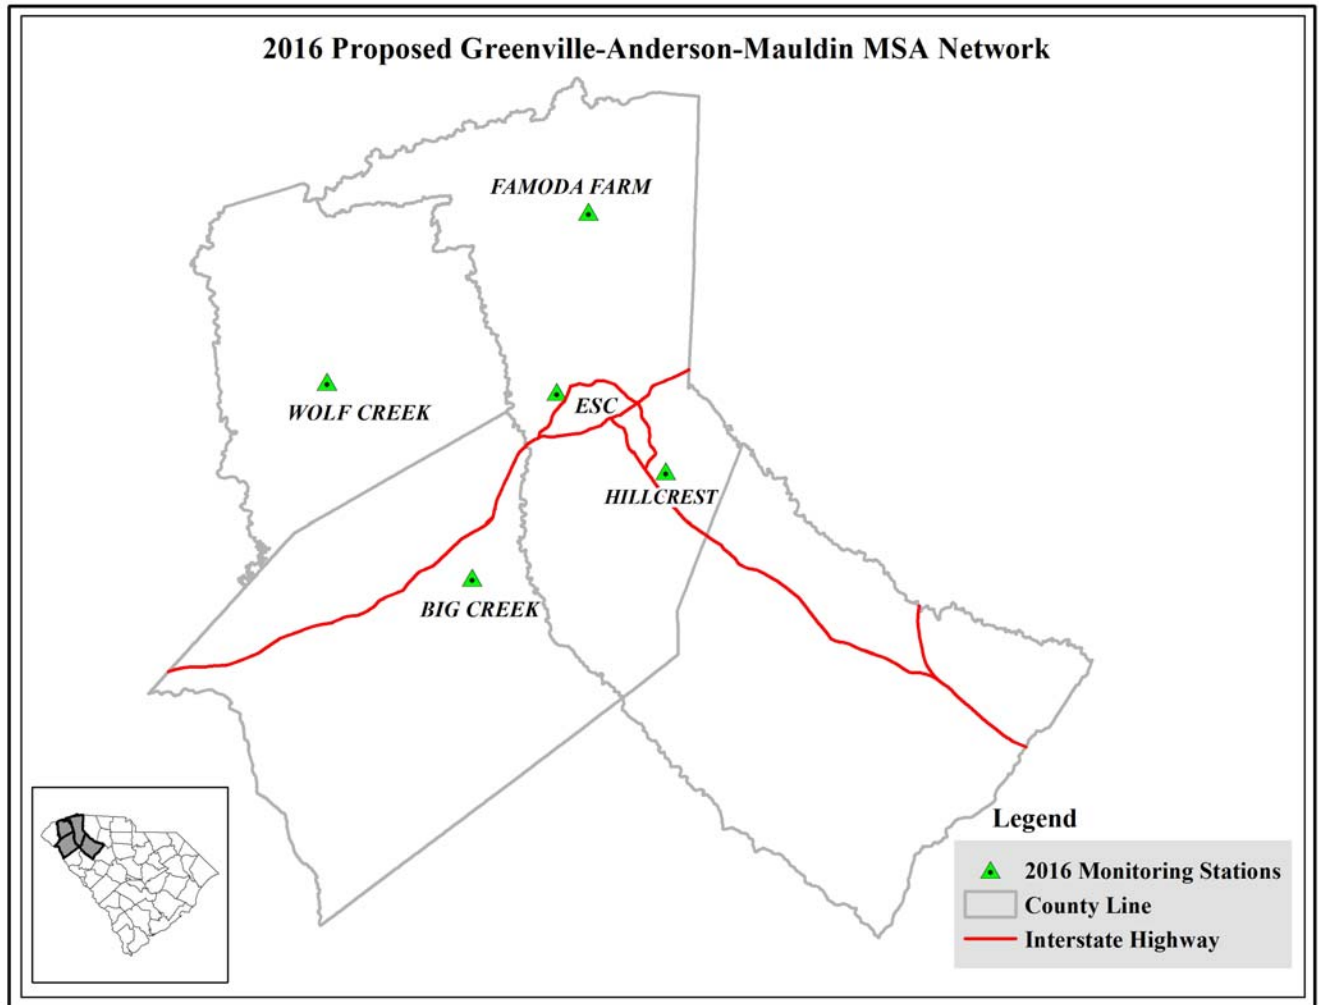 2016 Proposed Greenville-Anderson-Mauldin MSA Network
FAMODA FARM
WOLF CREEK
ESC
HILLCREST
BIG CREEK
Legend
2016 Monitoring Stations
County Line
Interstate Highway